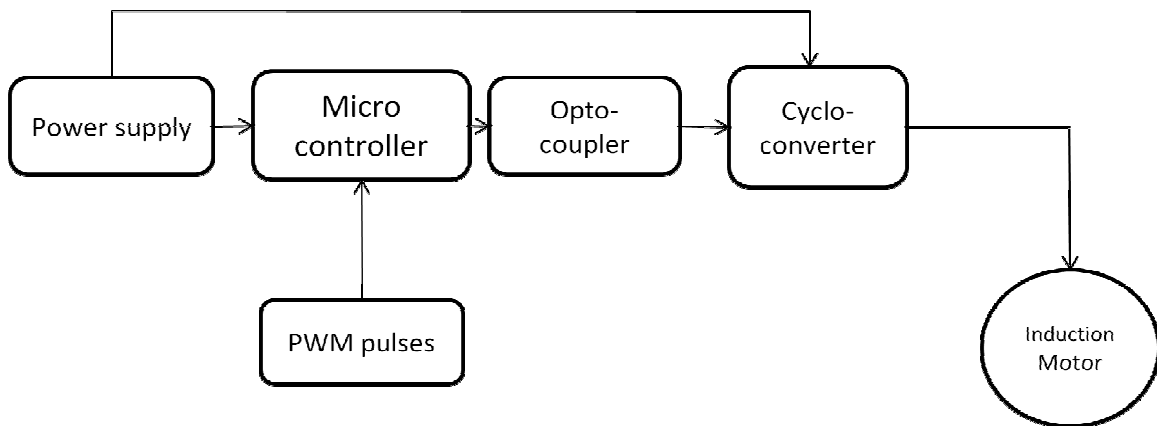 Power supply
Micro
controller
Opto-
coupler
Cyclo-
converter
PWM pulses
Induction
Motor